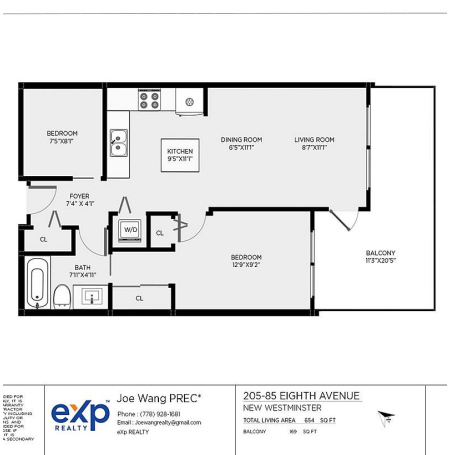 BEDROOM
7'5"X8'1"
KITCHEN
9'5"X11'1"
DINING ROOM
6'5"X11'1"
LIVING ROOM
8'7"X11'1"
FOYER
7'4" X 4'1"
CL
W/D
CL
BEDROOM
12'9"X9'2"
BALCONY
11'3"X20'5"
BATH
7'11"X4'11"
CL
eXp
REALTY
Joe Wang PREC*
Phone : (778) 928-1681
Email : Joewangrealty@gmail.com
eXp REALTY
205-85 EIGHTH AVENUE
NEW WESTMINSTER
TOTAL LIVING AREA 654 SQ FT
BALCONY 169 SQ FT